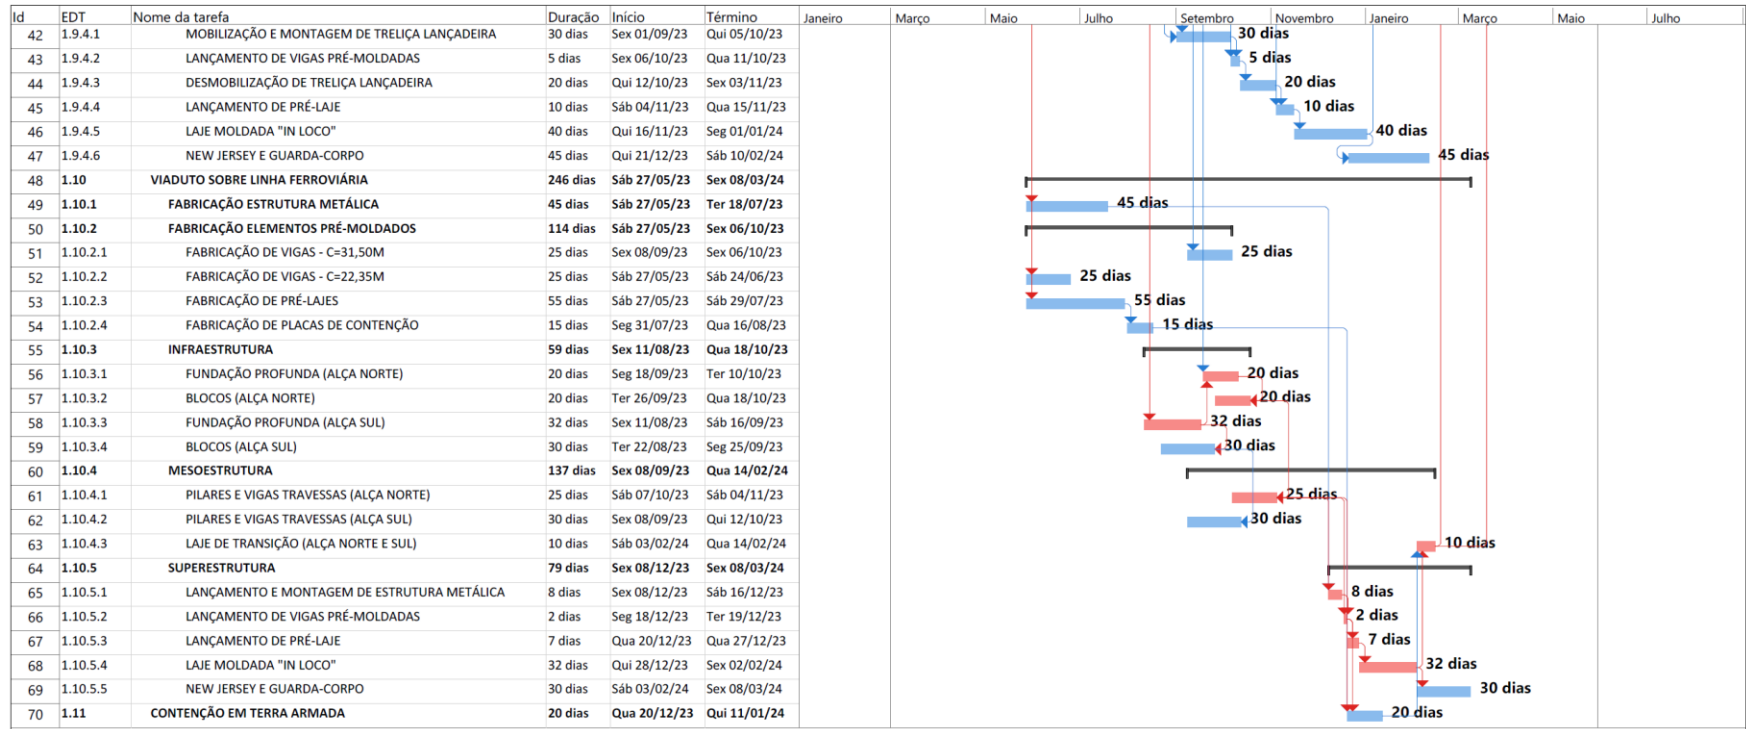 Id EDT Nome da tarefa Duração Início Término Janeiro Março Maio Julho Setembro Novembro Janeiro Março Maio Julho
42 1.9.4.1 MOBILIZAÇÃO E MONTAGEM DE TRELIÇA LANÇADEIRA 30 dias Sex 01/09/23 Qui 05/10/23 30 dias
43 1.9.4.2 LANÇAMENTO DE VIGAS PRÉ-MOLDADAS 5 dias Sex 06/10/23 Qua 11/10/23 5 dias
44 1.9.4.3 DESMOBILIZAÇÃO DE TRELIÇA LANÇADEIRA 20 dias Qui 12/10/23 Sex 03/11/23 20 dias
45 1.9.4.4 LANÇAMENTO DE PRÉ-LAJE 10 dias Sáb 04/11/23 Qua 15/11/23 10 dias
46 1.9.4.5 LAJE MOLDADA "IN LOCO" 40 dias Qui 16/11/23 Seg 01/01/24 40 dias
47 1.9.4.6 NEW JERSEY E GUARDA-CORPO 45 dias Qui 21/12/23 Sáb 10/02/24 45 dias
48 1.10 VIADUTO SOBRE LINHA FERROVIÁRIA 246 dias Sáb 27/05/23 Sex 08/03/24
49 1.10.1 FABRICAÇÃO ESTRUTURA METÁLICA 45 dias Sáb 27/05/23 Ter 18/07/23 45 dias
50 1.10.2 FABRICAÇÃO ELEMENTOS PRÉ-MOLDADOS 114 dias Sáb 27/05/23 Sex 06/10/23
51 1.10.2.1 FABRICAÇÃO DE VIGAS - C=31,50M 25 dias Sex 08/09/23 Sex 06/10/23 25 dias
52 1.10.2.2 FABRICAÇÃO DE VIGAS - C=22,35M 25 dias Sáb 27/05/23 Sáb 24/06/23 25 dias
53 1.10.2.3 FABRICAÇÃO DE PRÉ-LAJES 55 dias Sáb 27/05/23 Sáb 29/07/23 55 dias
54 1.10.2.4 FABRICAÇÃO DE PLACAS DE CONTENÇÃO 15 dias Seg 31/07/23 Qua 16/08/23 15 dias
55 1.10.3 INFRAESTRUTURA 59 dias Sex 11/08/23 Qua 18/10/23
56 1.10.3.1 FUNDAÇÃO PROFUNDA (ALÇA NORTE) 20 dias Seg 18/09/23 Ter 10/10/23 20 dias
57 1.10.3.2 BLOCOS (ALÇA NORTE) 20 dias Ter 26/09/23 Qua 18/10/23 20 dias
58 1.10.3.3 FUNDAÇÃO PROFUNDA (ALÇA SUL) 32 dias Sex 11/08/23 Sáb 16/09/23 32 dias
59 1.10.3.4 BLOCOS (ALÇA SUL) 30 dias Ter 22/08/23 Seg 25/09/23 30 dias
60 1.10.4 MESOESTRUTURA 137 dias Sex 08/09/23 Qua 14/02/24
61 1.10.4.1 PILARES E VIGAS TRAVESSAS (ALÇA NORTE) 25 dias Sáb 07/10/23 Sáb 04/11/23 25 dias
62 1.10.4.2 PILARES E VIGAS TRAVESSAS (ALÇA SUL) 30 dias Sex 08/09/23 Qui 12/10/23 30 dias
63 1.10.4.3 LAJE DE TRANSIÇÃO (ALÇA NORTE E SUL) 10 dias Sáb 03/02/24 Qua 14/02/24 10 dias
64 1.10.5 SUPERESTRUTURA 79 dias Sex 08/12/23 Sex 08/03/24
65 1.10.5.1 LANÇAMENTO E MONTAGEM DE ESTRUTURA METÁLICA 8 dias Sex 08/12/23 Sáb 16/12/23 8 dias
66 1.10.5.2 LANÇAMENTO DE VIGAS PRÉ-MOLDADAS 2 dias Seg 18/12/23 Ter 19/12/23 2 dias
67 1.10.5.3 LANÇAMENTO DE PRÉ-LAJE 7 dias Qua 20/12/23 Qua 27/12/23 7 dias
68 1.10.5.4 LAJE MOLDADA "IN LOCO" 32 dias Qui 28/12/23 Sex 02/02/24 32 dias
69 1.10.5.5 NEW JERSEY E GUARDA-CORPO 30 dias Sáb 03/02/24 Sex 08/03/24 30 dias
70 1.11 CONTENÇÃO EM TERRA ARMADA 20 dias Qua 20/12/23 Qui 11/01/24 20 dias